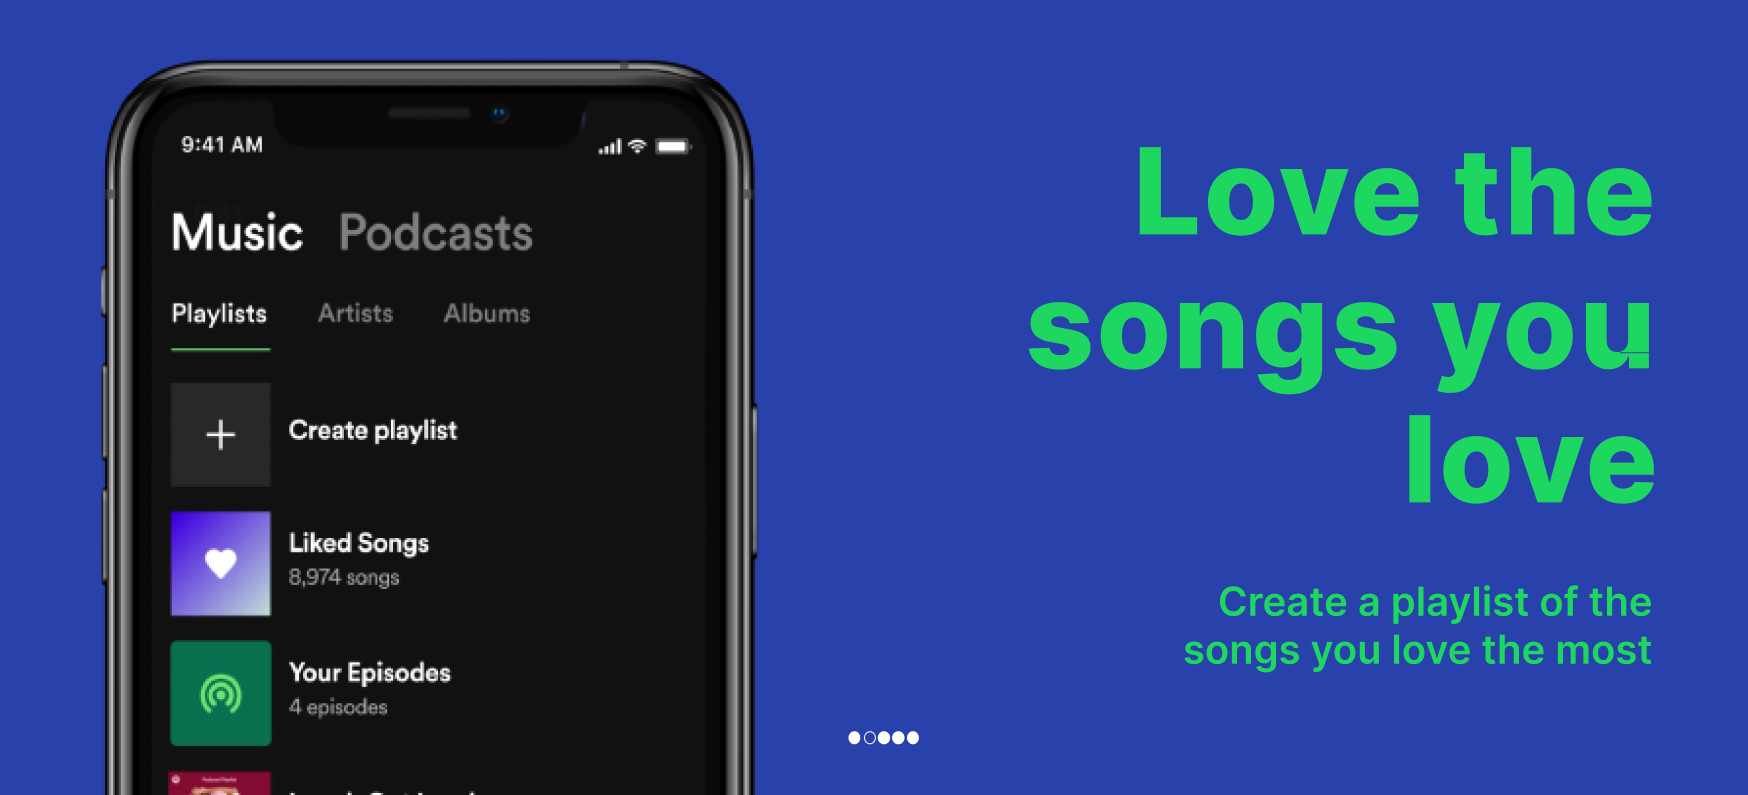 9:41 AM
Music Podcasts
Playlists Artists Albums
Create playlist
Liked Songs
8,974 songs
Your Episodes
4 episodes
Love the
songs you
love
Create a playlist of the
songs you love the most